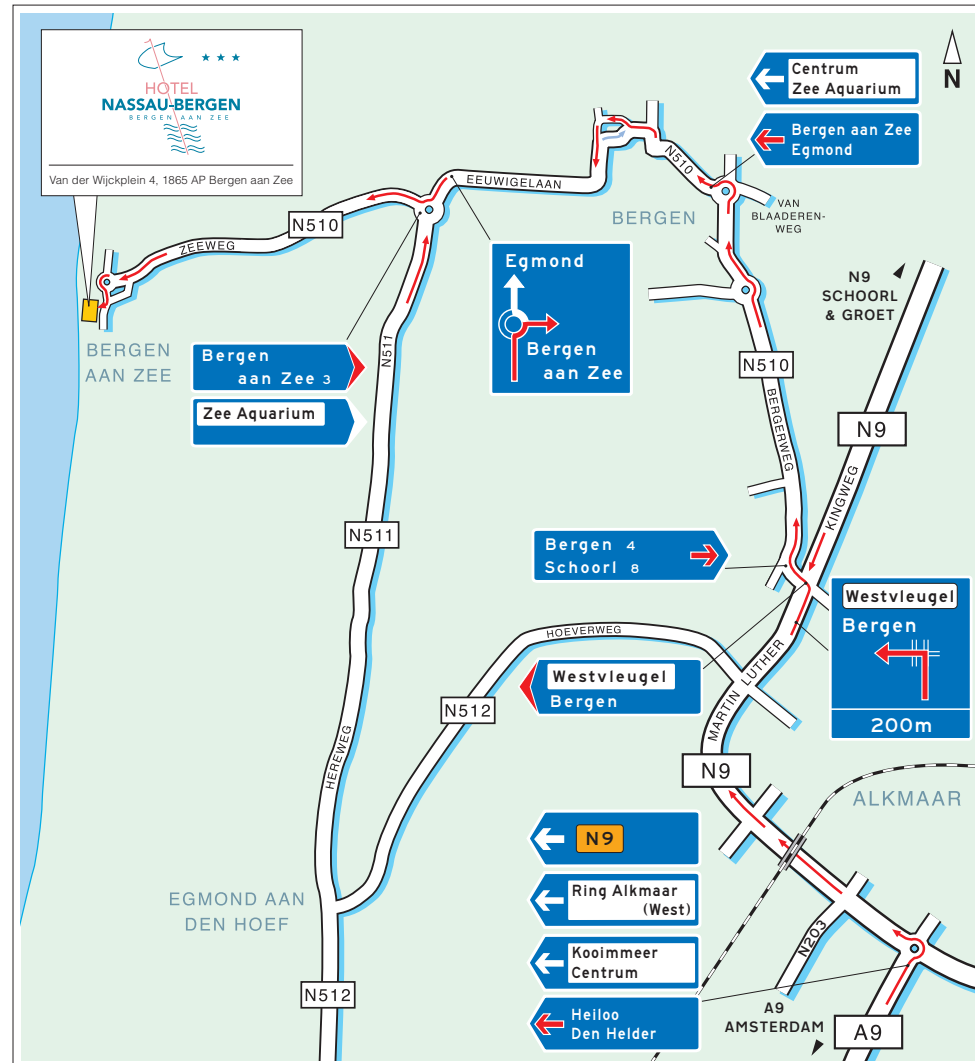 HOTEL
NASSAU-BERGEN
BERGEN AAN ZEE
Van der Wijckplein 4, 1865 AP Bergen aan Zee
N
Centrum
Zee Aquarium
Bergen aan Zee
Egmond
N510
EEUWIGELAAN
BERGEN
VAN
BLAADEREN-
WEG
N510
ZEEWEG
Egmond
Bergen
aan Zee
N9
SCHOORL
& GROET
BERGEN
AAN ZEE
Bergen
aan Zee 3
Zee Aquarium
N511
N510
BERGERWEG
N9
KINGWEG
N511
Bergen 4
Schoorl 8
Westvleugel
Bergen
200m
HOEVERWEG
Westvleugel
Bergen
MARTIN LUTHER
N512
HEREWEG
N9
ALKMAAR
N9
Ring Alkmaar
(West)
Kooimmeer
Centrum
Heiloo
Den Helder
EGMOND AAN
DEN HOEF
N203
N512
A9
AMSTERDAM
A9